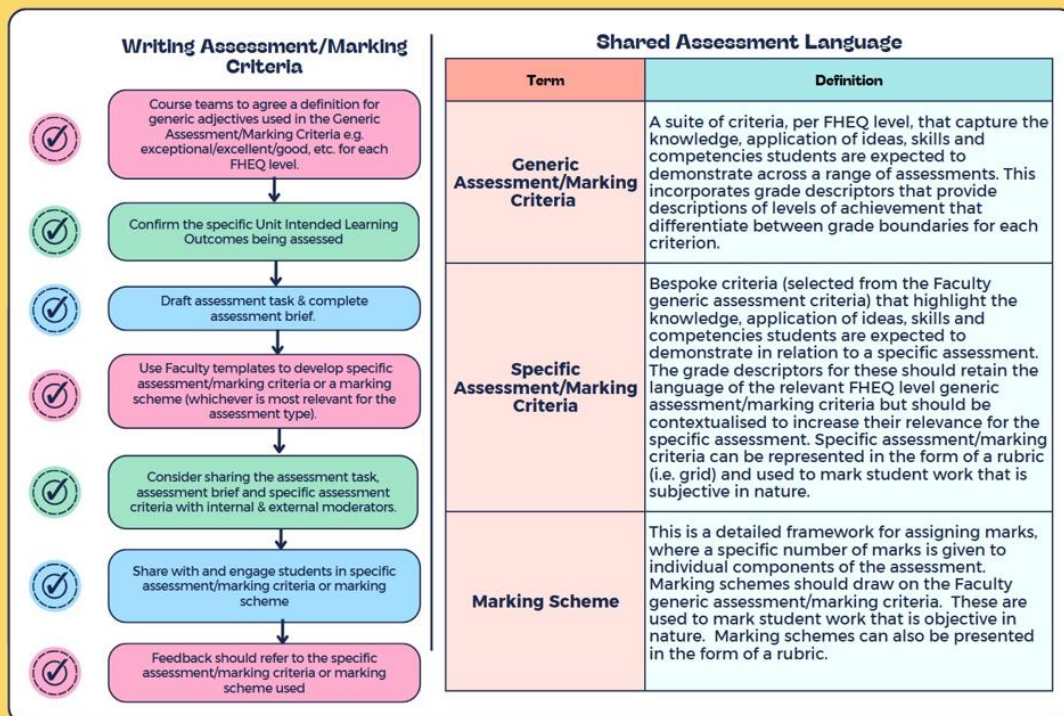 Writing Assessment/Marking
Criteria
Course teams to agree a definition for
generic adjectives used in the Generic
Assessment/Marking Criteria e.g.
exceptional/excellent/good, etc. for each
FHEQ level.
Confirm the specific Unit Intended Learning
Outcomes being assessed
Draft assessment task & complete
assessment brief.
Use Faculty templates to develop specific
assessment/marking criteria or a marking
scheme (whichever is most relevant for the
assessment type).
Consider sharing the assessment task,
assessment brief and specific assessment
criteria with internal & external moderators.
Share with and engage students in specific
assessment/marking criteria or marking
scheme
Feedback should refer to the specific
assessment/marking criteria or marking
scheme used
Shared Assessment Language
Term
Definition
Generic
Assessment/Marking
Criteria
A suite of criteria, per FHEQ level, that capture the
knowledge, application of ideas, skills and
competencies students are expected to
demonstrate across a range of assessments. This
incorporates grade descriptors that provide
descriptions of levels of achievement that
differentiate between grade boundaries for each
criterion.
Specific
Assessment/Marking
Criteria
Bespoke criteria (selected from the Faculty
generic assessment criteria) that highlight the
knowledge, application of ideas, skills and
competencies students are expected to
demonstrate in relation to a specific assessment.
The grade descriptors for these should retain the
language of the relevant FHEQ level generic
assessment/marking criteria but should be
contextualised to increase their relevance for the
specific assessment. Specific assessment/marking
criteria can be represented in the form of a rubric
(i.e. grid) and used to mark student work that is
subjective in nature.
Marking Scheme
This is a detailed framework for assigning marks,
where a specific number of marks is given to
individual components of the assessment.
Marking schemes should draw on the Faculty
generic assessment/marking criteria. These are
used to mark student work that is objective in
nature. Marking schemes can also be presented
in the form of a rubric.